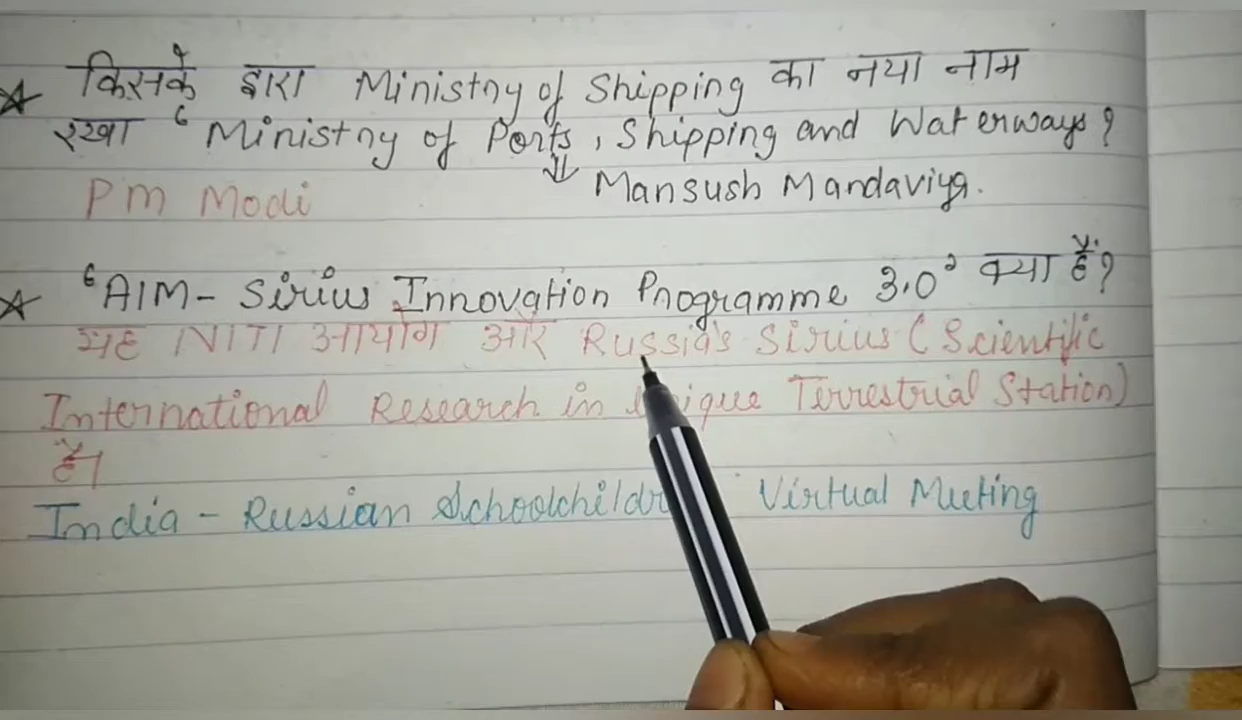 किसके द्वारा Ministry of Shipping का नया नाम
रखा ‘Ministry of Ports, Shipping and Waterways?
⇓ Mansush Mandaviya.
Pm Modi
‘AIM- Sirius Innovation Programme 3.0’ क्या है?
यह NITI आयोग और Russia's Sirius (Scientific
International Research in Unique Terrestrial Station)
है।
India - Russian Virtual Meeting